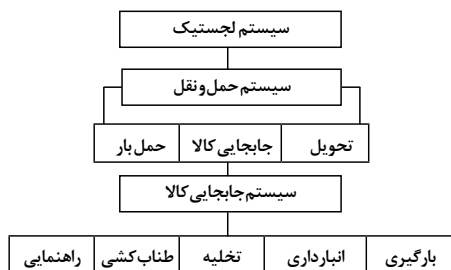 سیستم لجستیک
سیستم حمل‌ونقل
تحویل جابجایی کالا حمل بار
سیستم جابجایی کالا
بارگیری انبارداری تخلیه طناب‌کشی راهنمایی